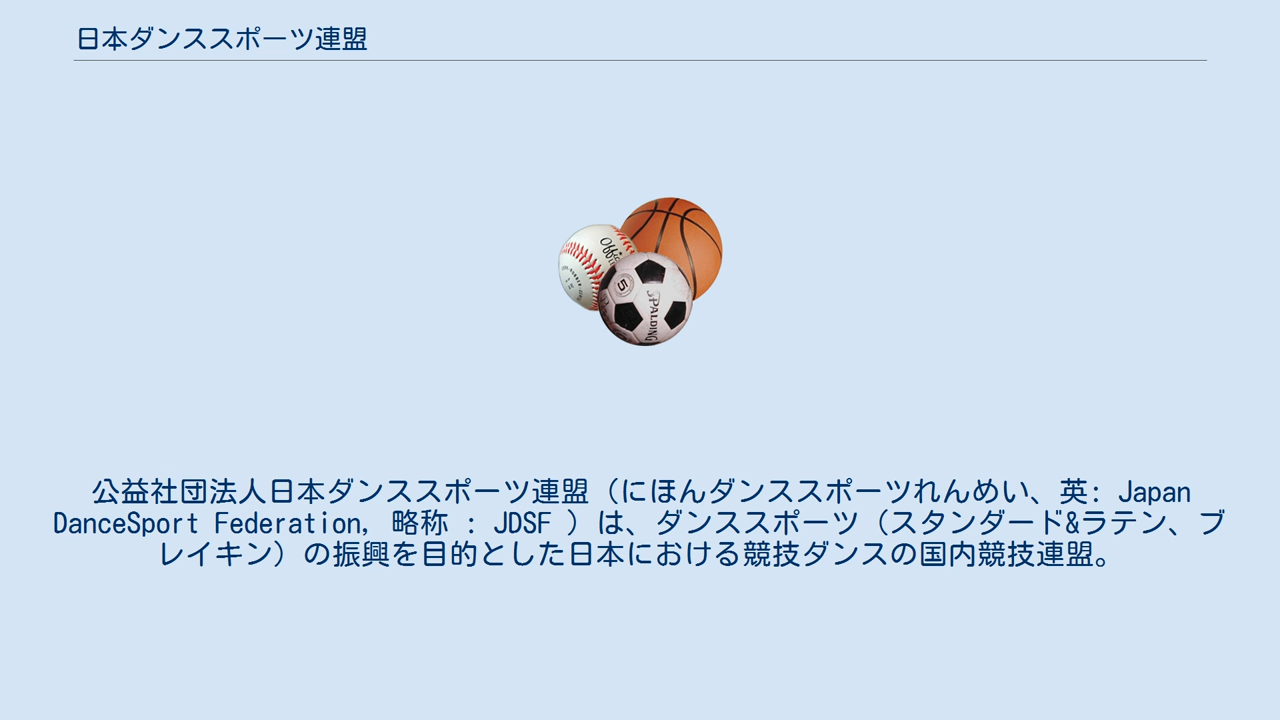 日本ダンススポーツ連盟
Offic
5
SPALDING
公益社団法人日本ダンススポーツ連盟（にほんダンススポーツれんめい、英: Japan
DanceSport Federation, 略称 : JDSF ）は、ダンススポーツ（スタンダード&ラテン、ブ
レイキン）の振興を目的とした日本における競技ダンスの国内競技連盟。